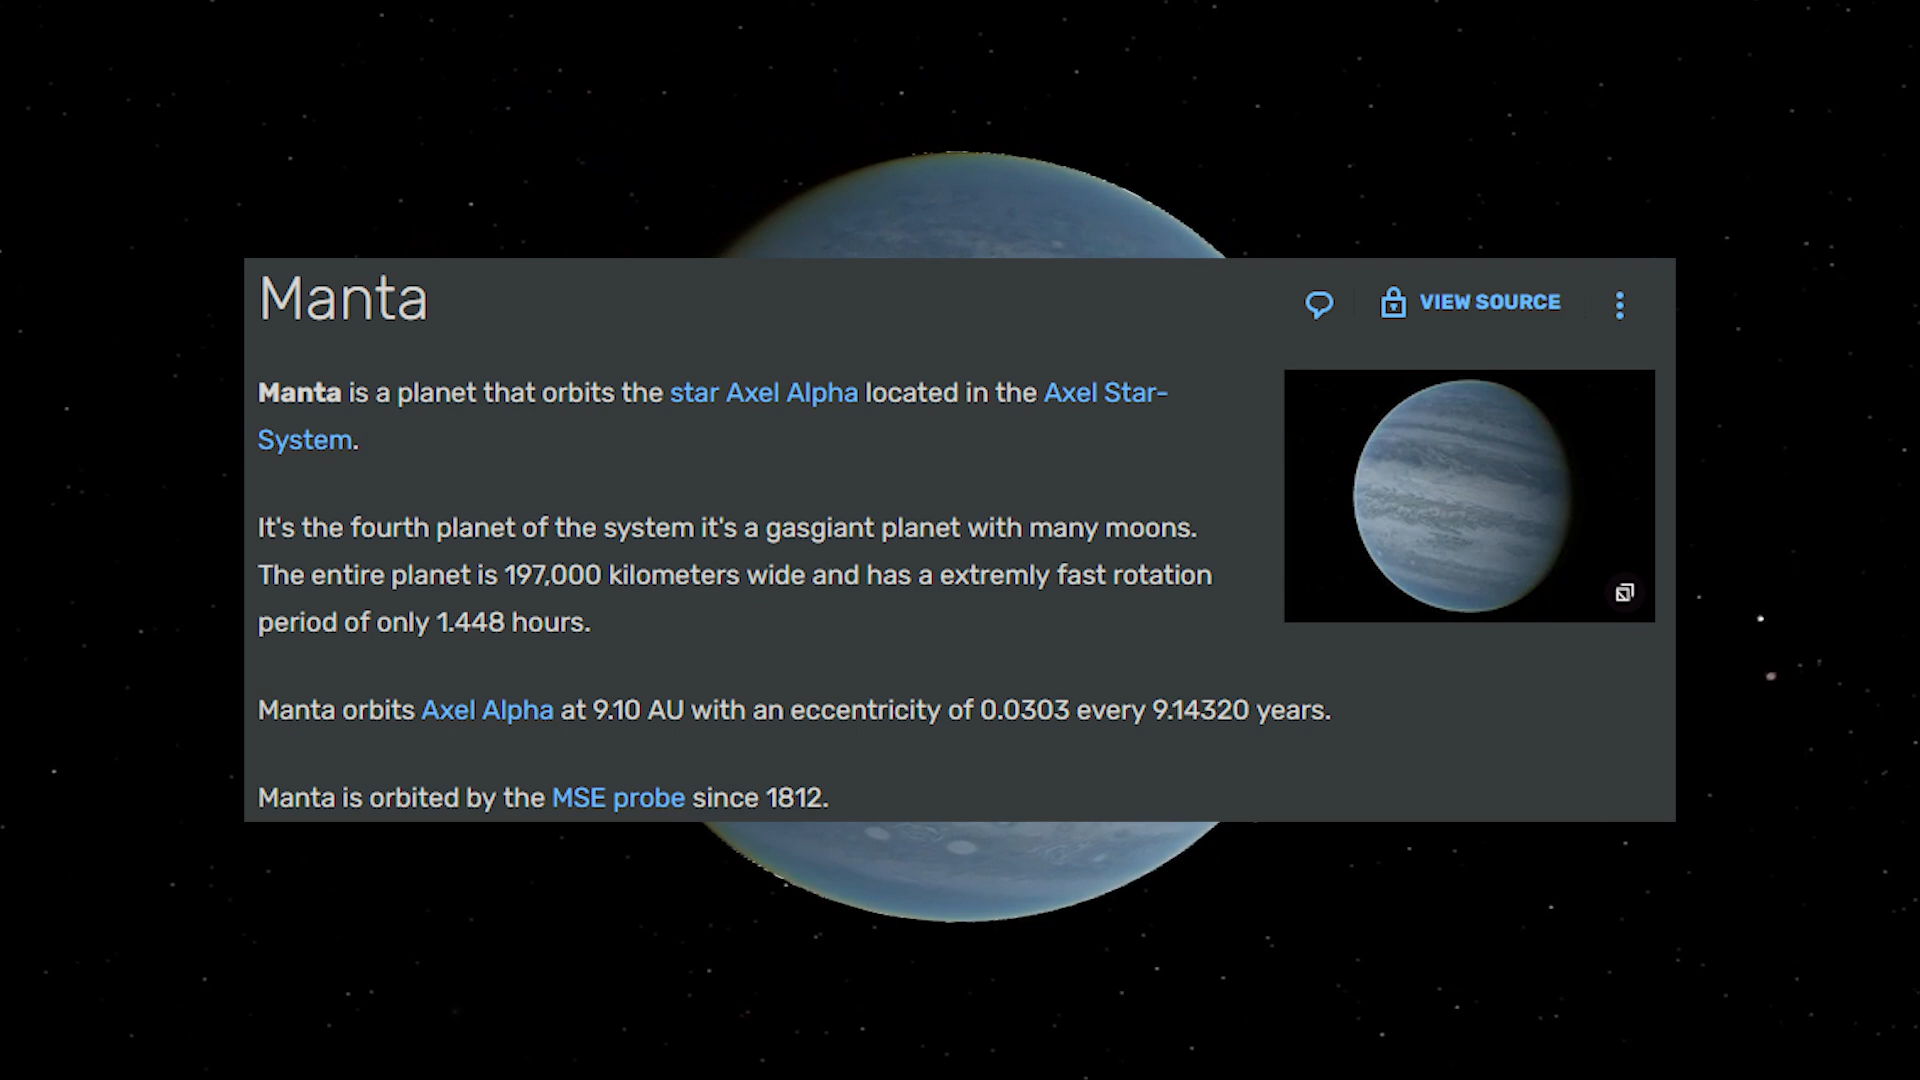 Manta
VIEW SOURCE
Manta is a planet that orbits the star Axel Alpha located in the Axel Star-
System.
It's the fourth planet of the system it's a gasgiant planet with many moons.
The entire planet is 197,000 kilometers wide and has a extremly fast rotation
period of only 1.448 hours.
Manta orbits Axel Alpha at 9.10 AU with an eccentricity of 0.0303 every 9.14320 years.
Manta is orbited by the MSE probe since 1812.